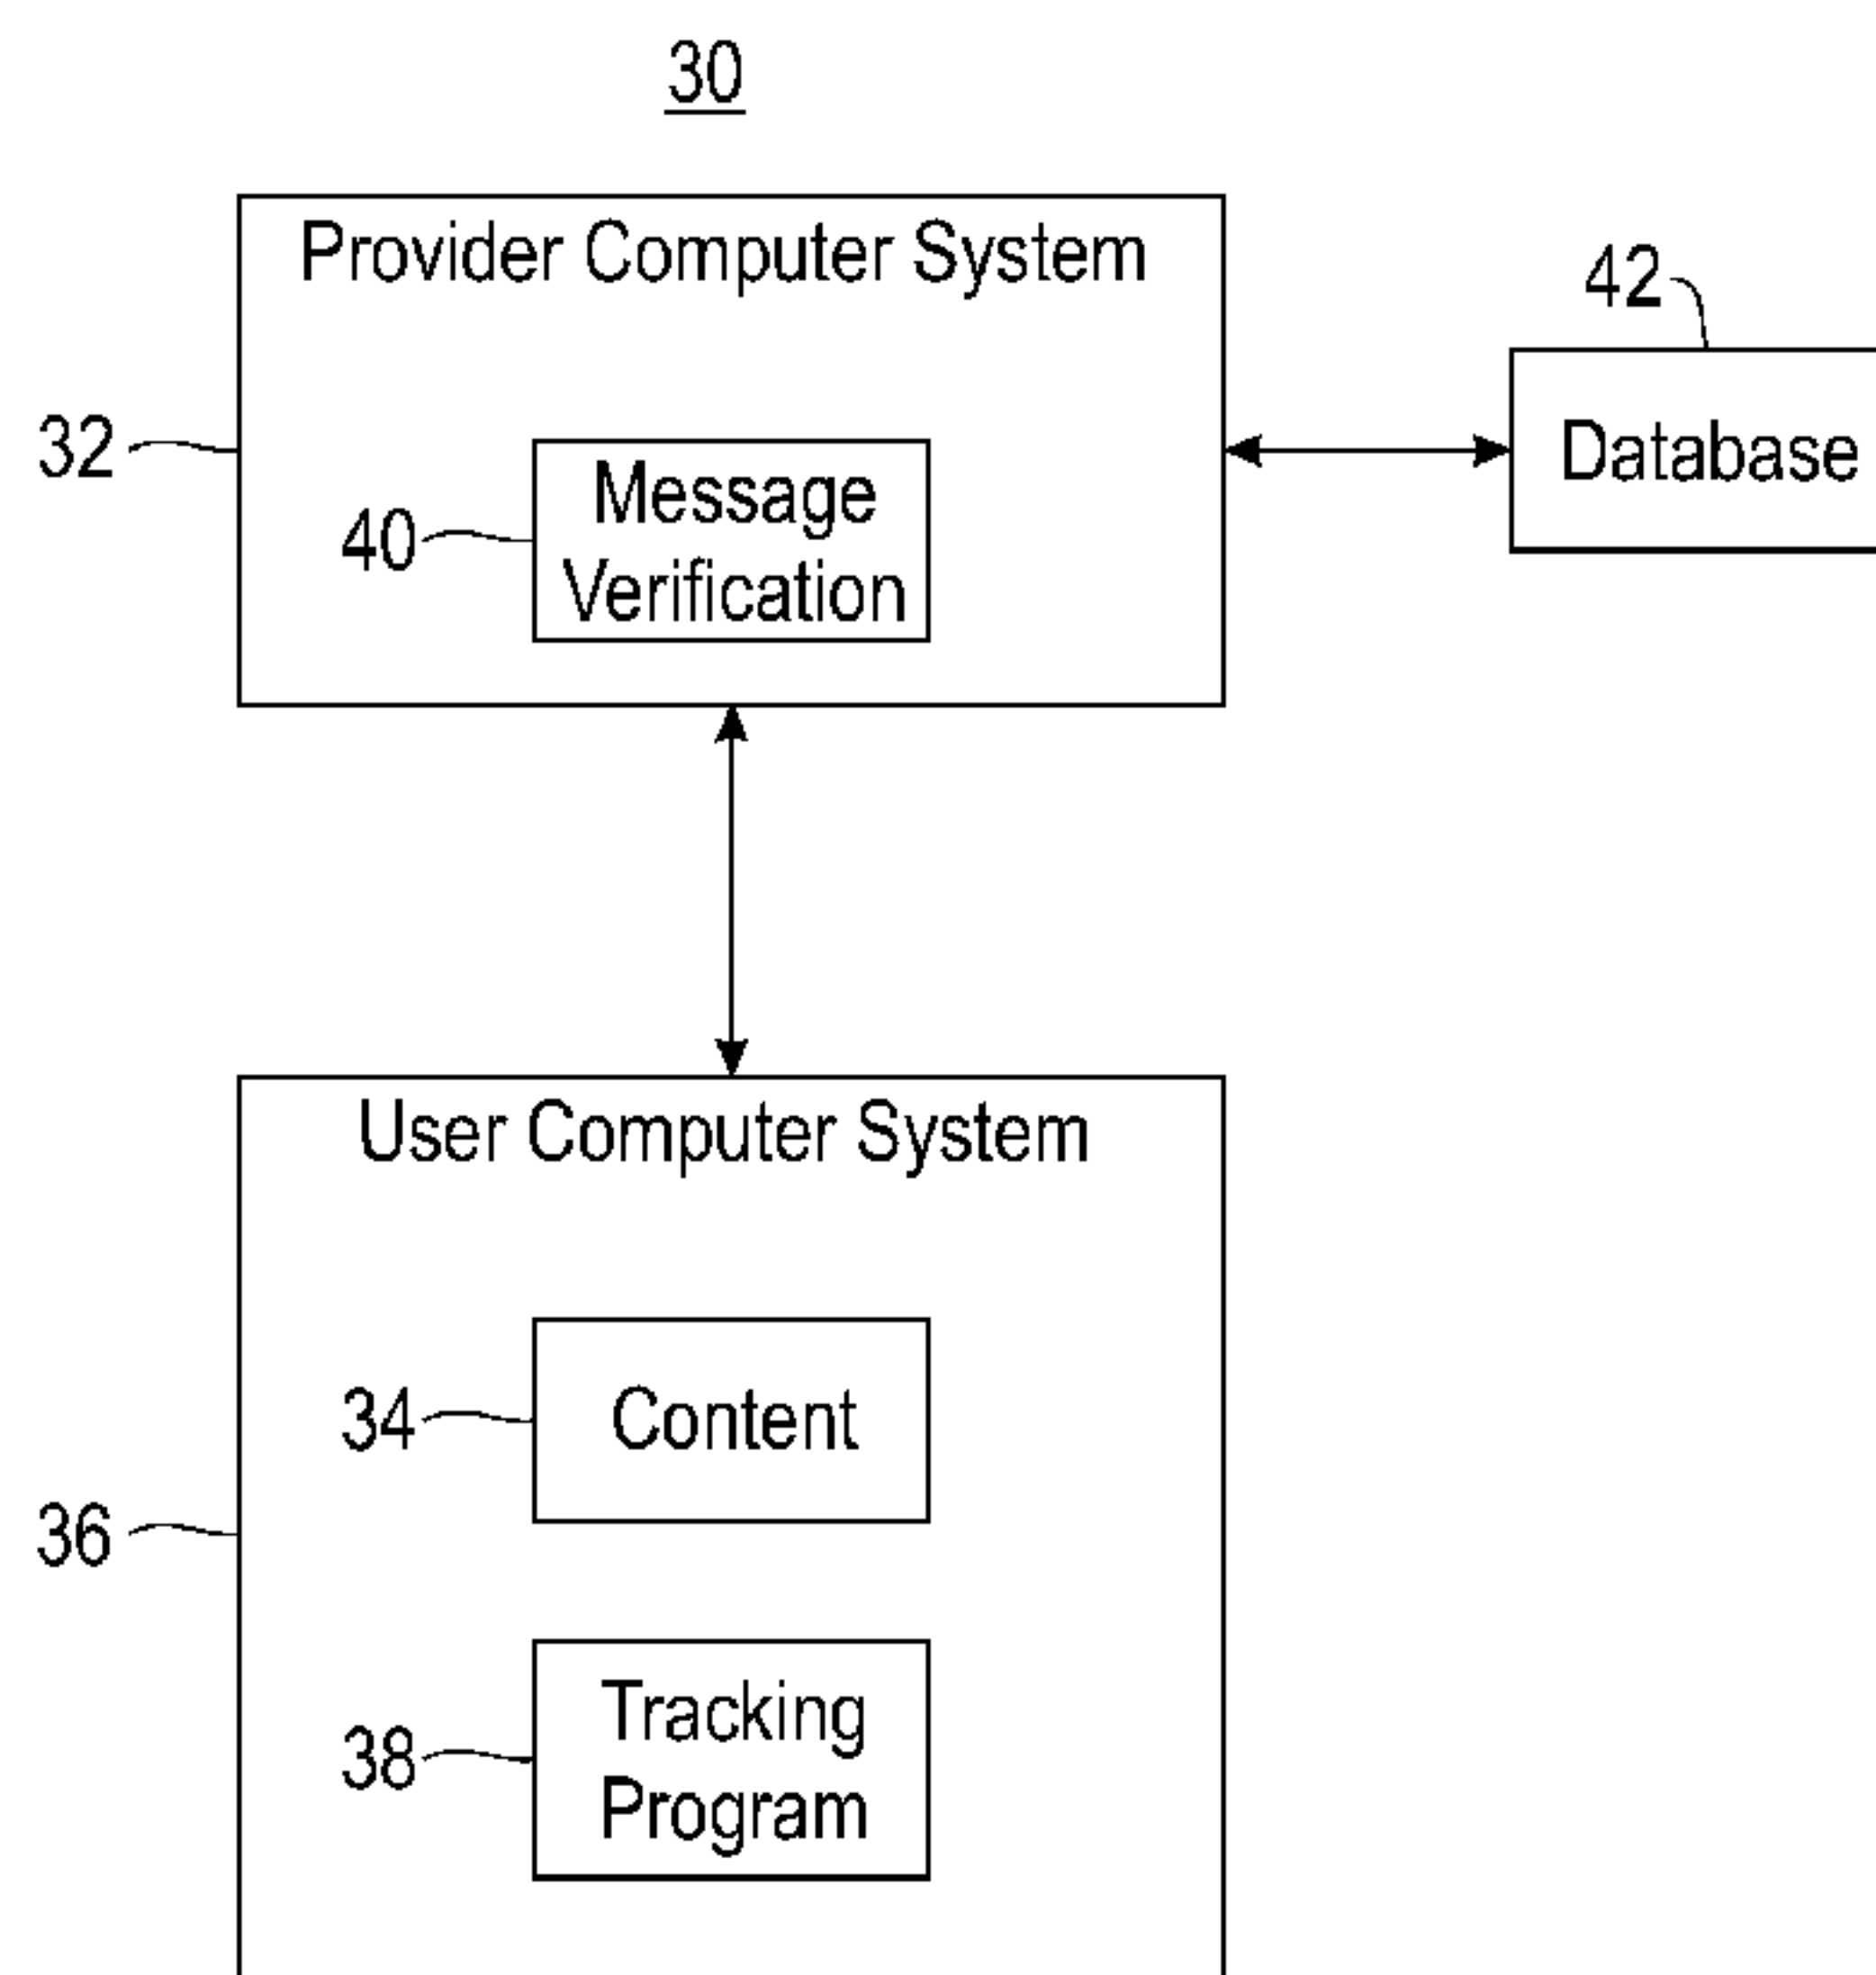 30
Provider Computer System
42
Database
32
Message
40
Verification
User Computer System
34
Content
36
Tracking
38
Program